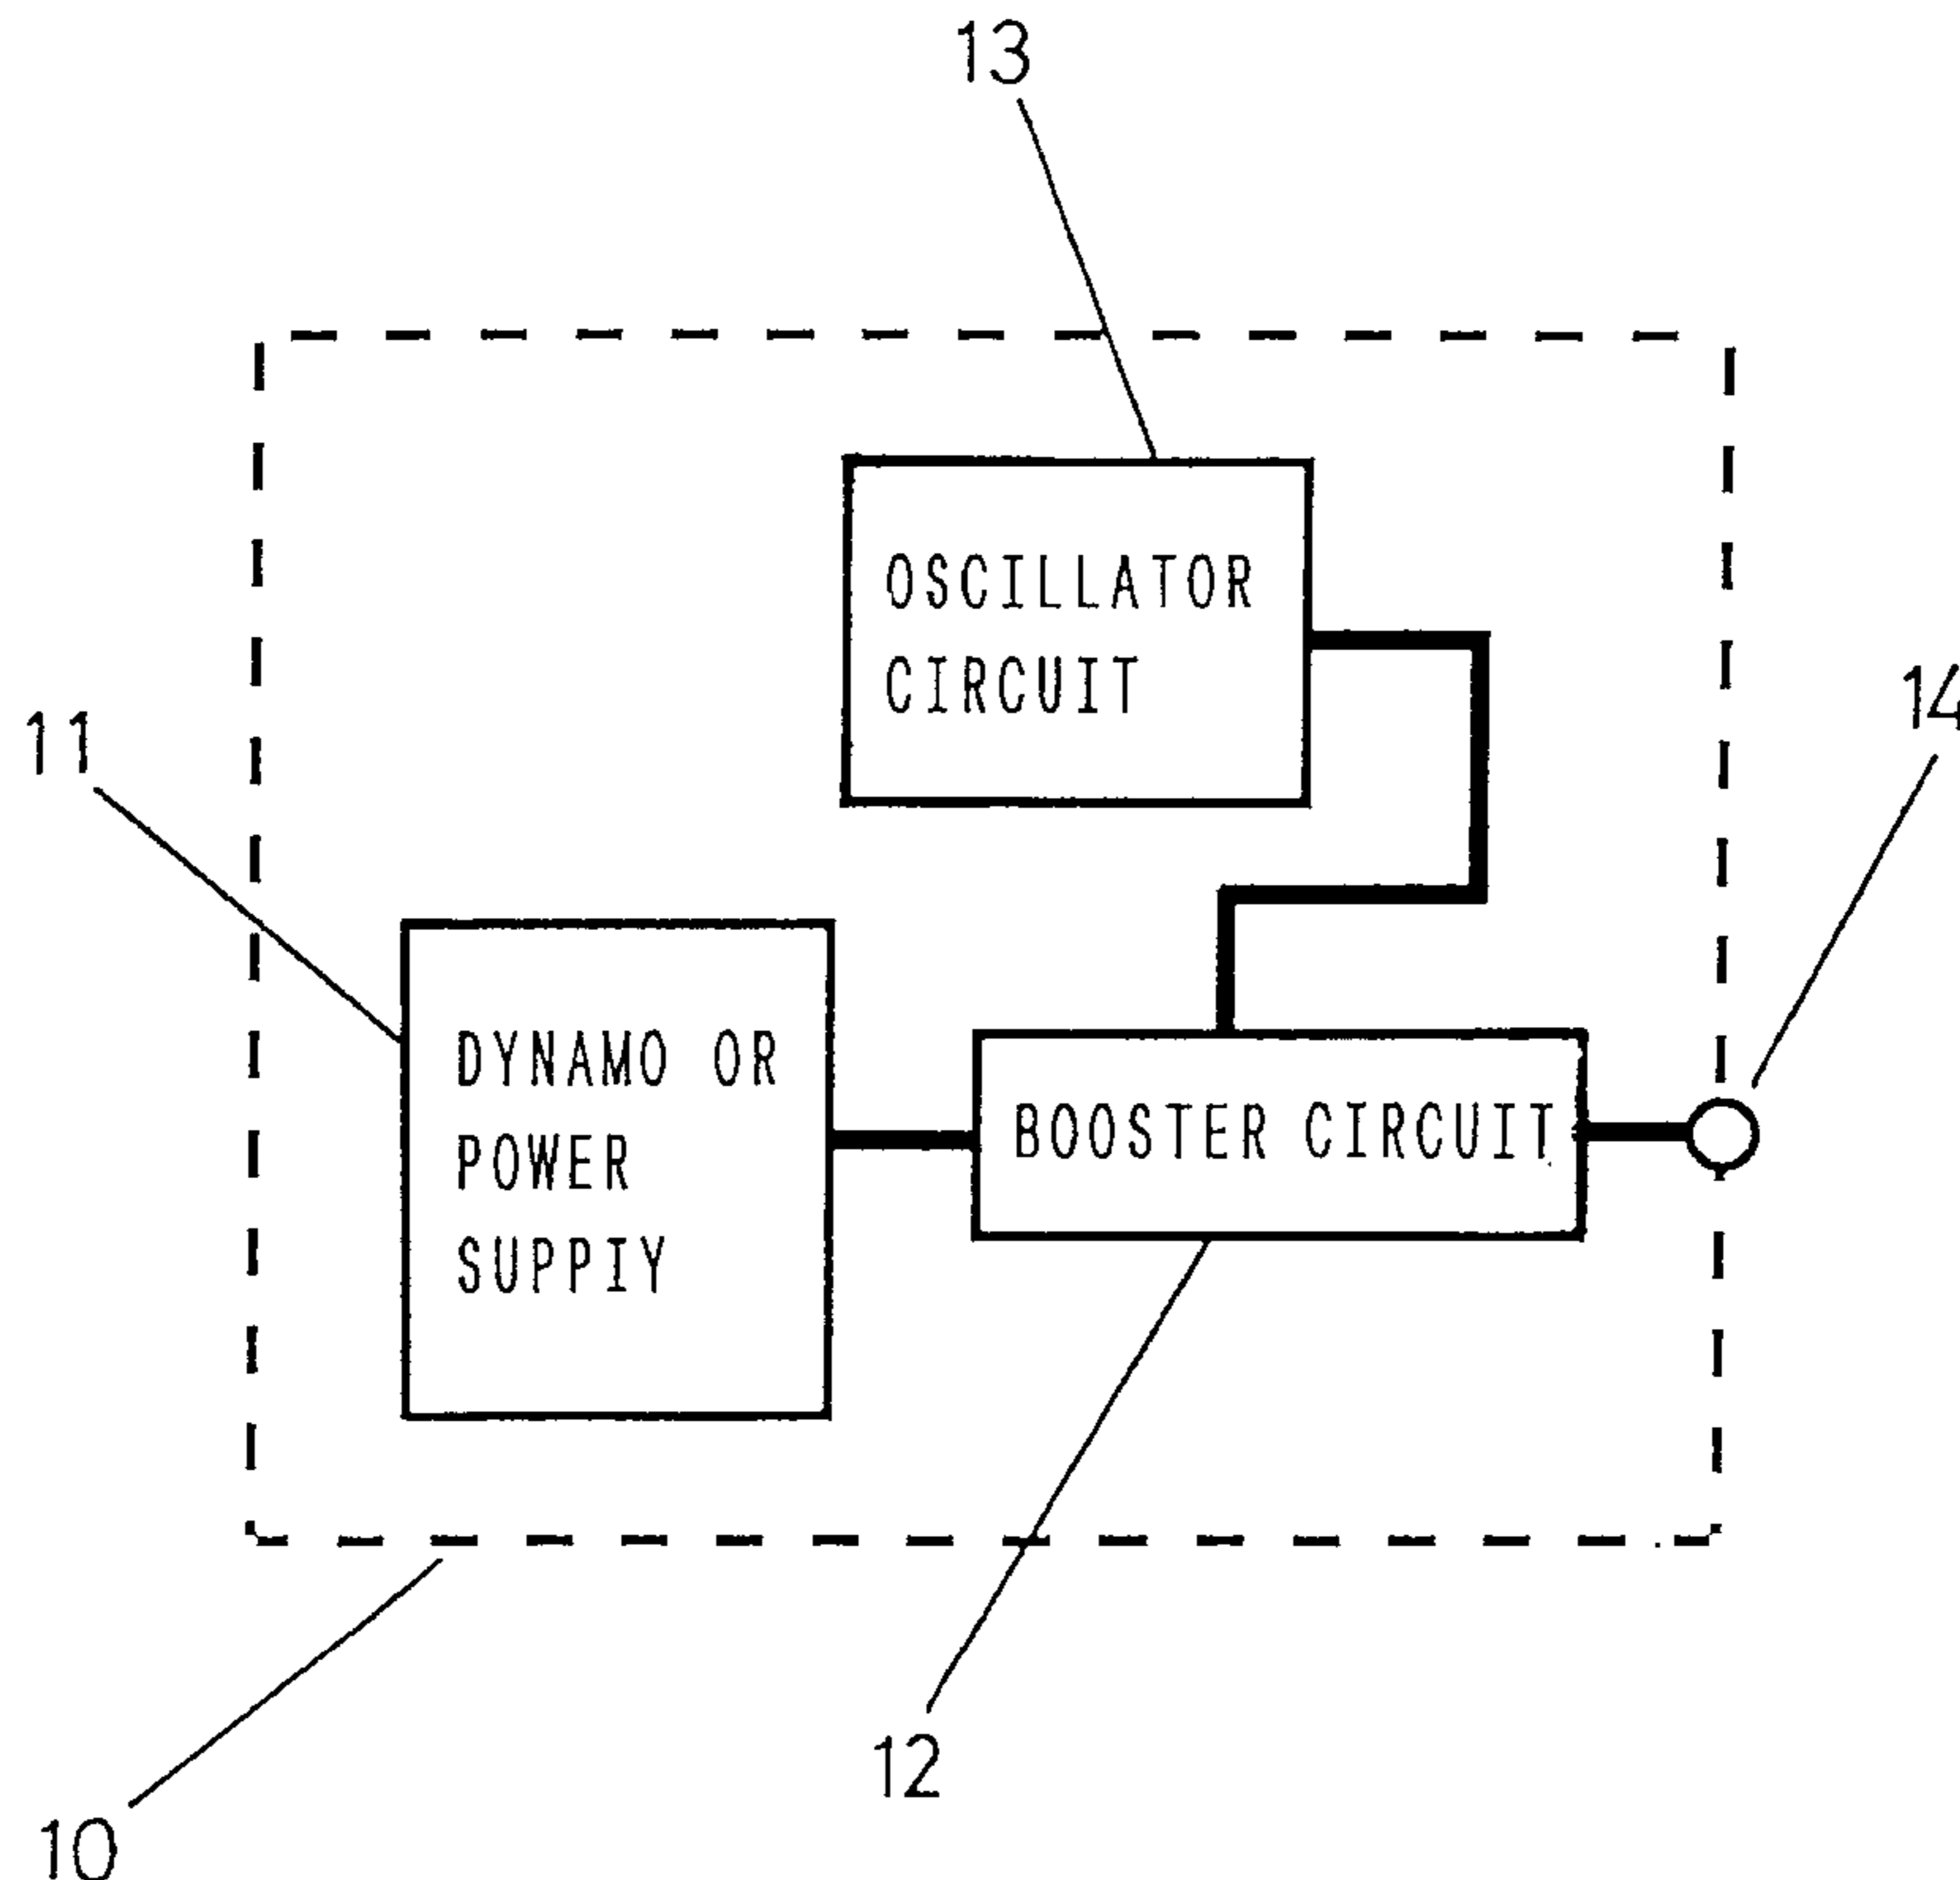 13
OSCILLATOR
CIRCUIT
14
11
DYNAMO OR
POWER
SUPPIY
BOOSTER CIRCUIT
12
10